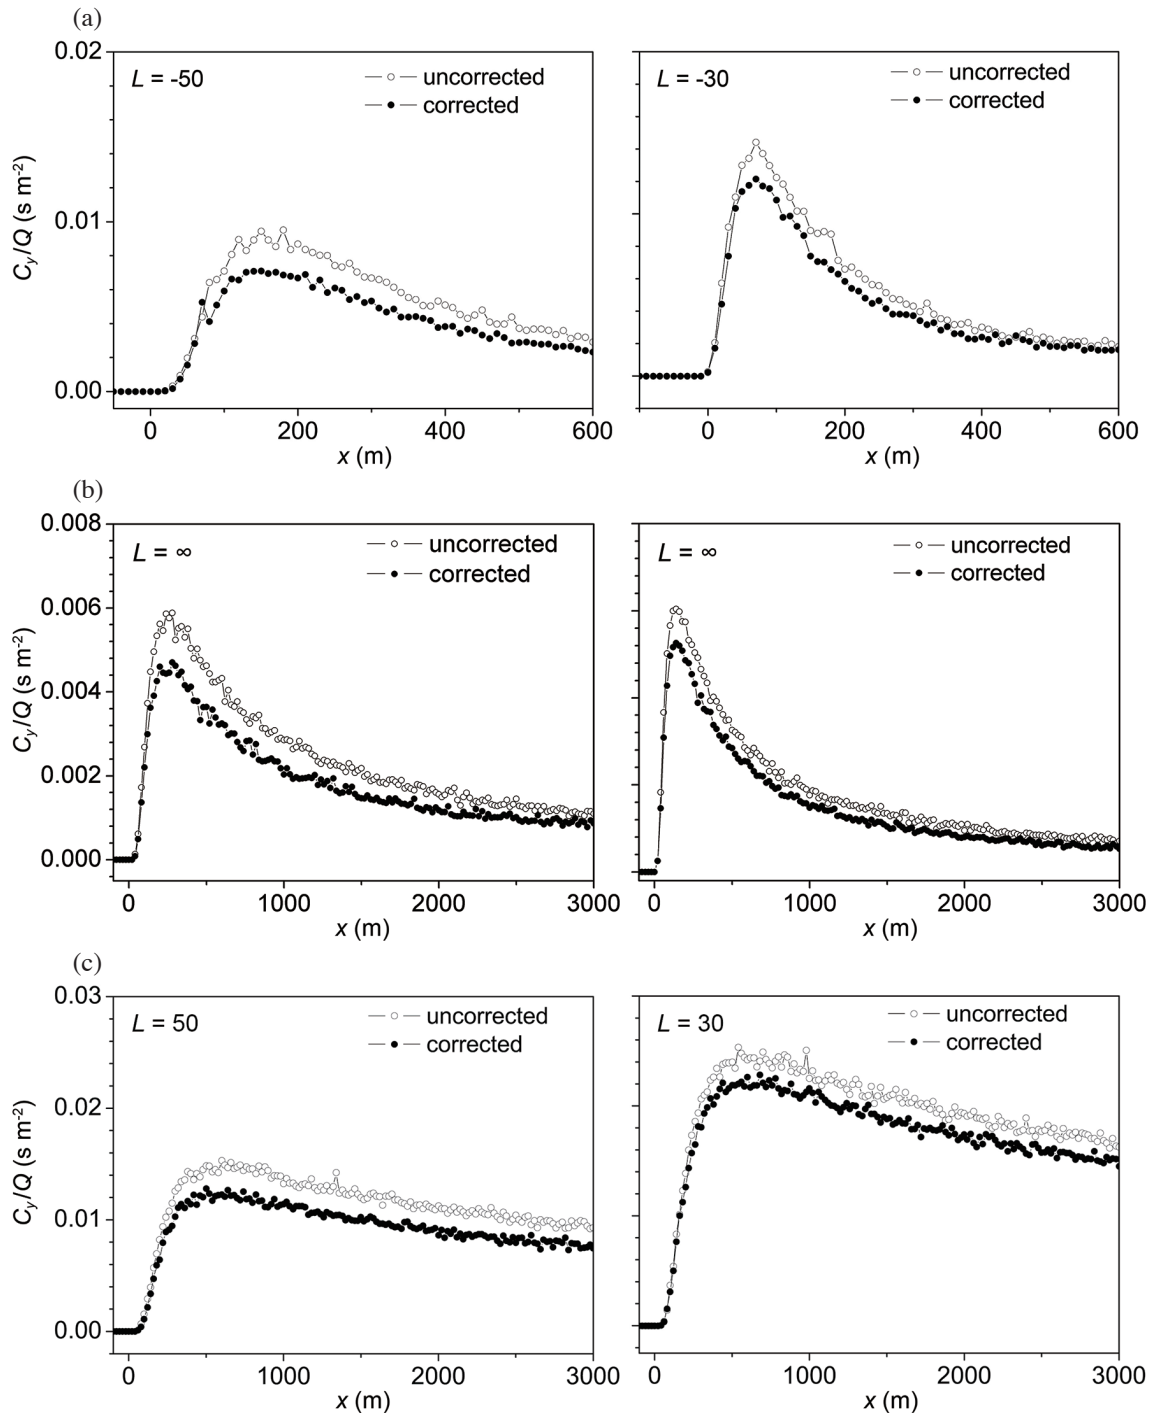 (a)
L = -50
uncorrected
corrected
L = -30
uncorrected
corrected
0.02
0.01
0.00
Cy/Q (s m-2)
0 200 400 600
x (m)
0 200 400 600
x (m)
(b)
L = ∞
uncorrected
corrected
L = ∞
uncorrected
corrected
0.008
0.006
0.004
0.002
0.000
Cy/Q (s m-2)
0 1000 2000 3000
x (m)
0 1000 2000 3000
x (m)
(c)
L = 50
uncorrected
corrected
L = 30
uncorrected
corrected
0.03
0.02
0.01
0.00
Cy/Q (s m-2)
0 1000 2000 3000
x (m)
0 1000 2000 3000
x (m)